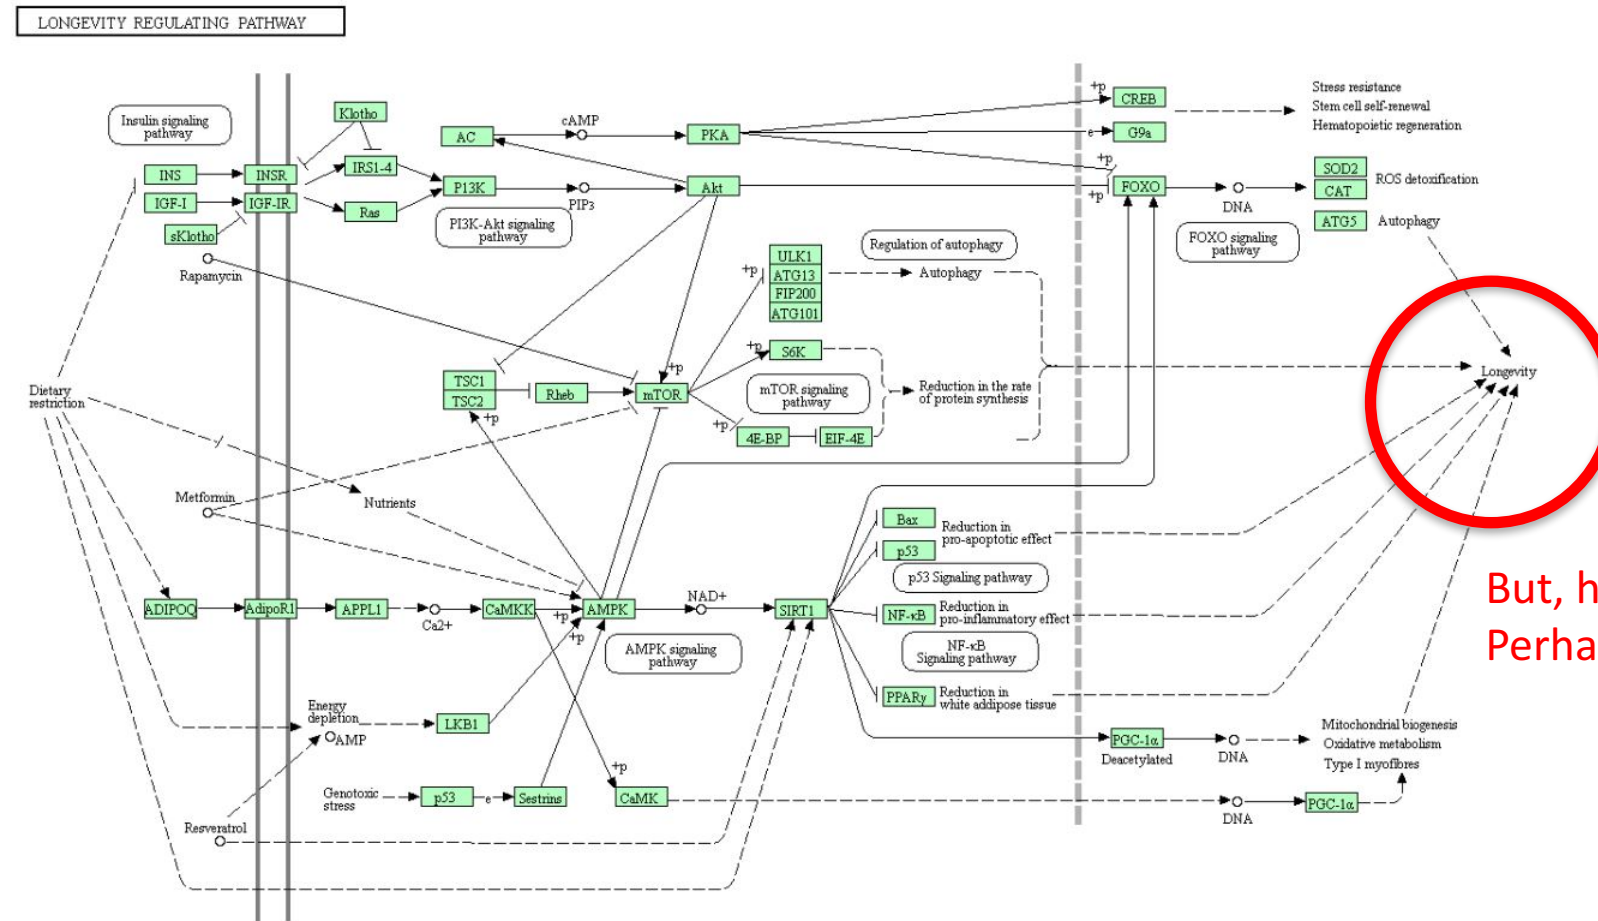 LONGEVITY REGULATING PATHWAY
Insulin signaling
pathway
Klotho
AC
cAMP
PKA
+p
CREB
e
G9a
Stress resistance
Stem cell self-renewal
Hematopoietic regeneration
INS
INSR
IRS1-4
IGF-I
IGF-IR
Ras
sKlotho
P13K
PIP3
Akt
PI3K-Akt signaling
pathway
+p
+p
FOXO
DNA
SOD2
CAT
ROS detoxification
ATG5
Autophagy
FOXO signaling
pathway
Rapamycin
Regulation of autophagy
ULK1
+p
ATG13
FIP200
ATG101
Autophagy
+p
+p
S6K
Dietary
restriction
TSC1
TSC2
+p
Rheb
mTOR
mTOR signaling
pathway
Reduction in the rate
of protein synthesis
+p
4E-BP
EIF-4E
Longevity
Metformin
Nutrients
Bax
p53
Reduction in
pro-apoptotic effect
p53 Signaling pathway
ADIPOQ
AdipoR1
APPL1
Ca2+
CaMKK
+p
+p
AMPK
NAD+
SIRT1
NF-κB
Reduction in
pro-inflammatory effect
AMPK signaling
pathway
NF-κB
Signaling pathway
But, h
Perha
PPARγ
Reduction in
white addipose tissue
Energy
depletion
AMP
LKB1
PGC-1α
Deacetylated
DNA
Mitochondrial biogenesis
Oxidative metabolism
Type I myofibres
Genotoxic
stress
p53
e
Sestrins
+p
CaMK
DNA
PGC-1α
Resveratrol